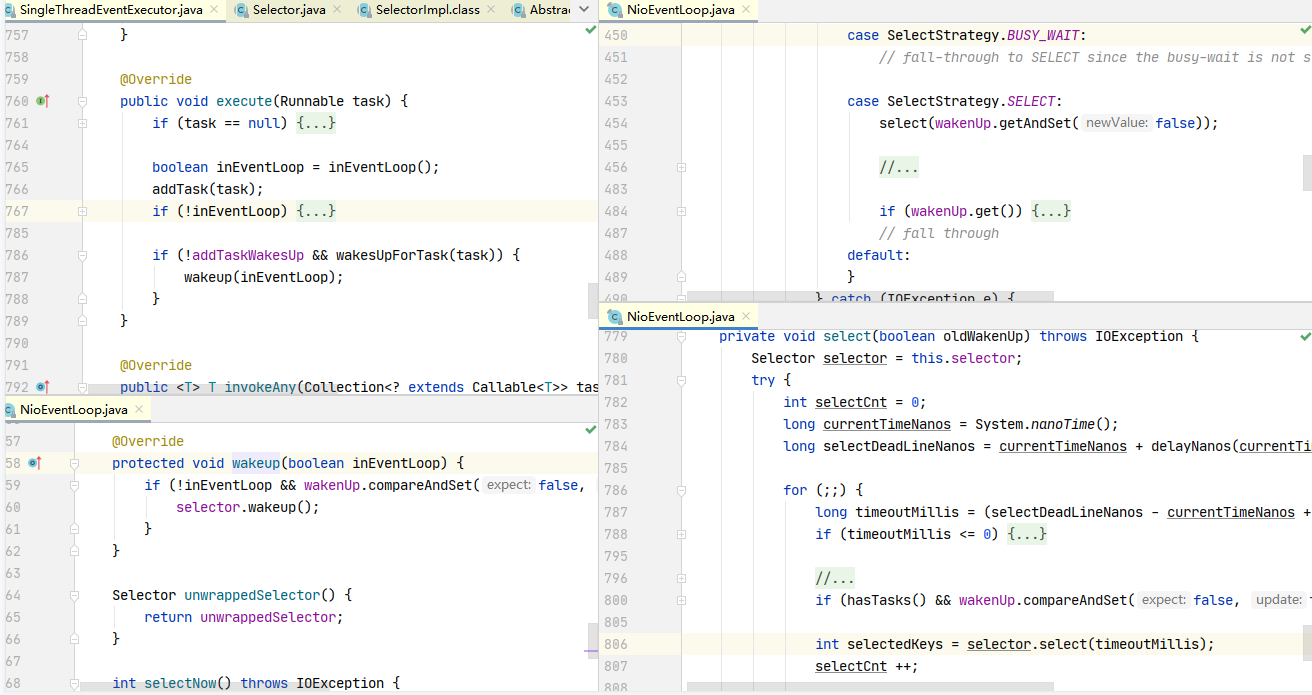 SingleThreadEventExecutor.java
Selector.java
SelectorImpl.class
Abstrac
757 }
758
759 @Override
760 public void execute(Runnable task) {
761 if (task == null) {...}
764
765 boolean inEventLoop = inEventLoop();
766 addTask(task);
767 if (!inEventLoop) {...}
785
786 if (!addTaskWakesUp && wakesUpForTask(task)) {
787 wakeup(inEventLoop);
788 }
789 }
790
791 @Override
792 public <T> T invokeAny(Collection<? extends Callable<T>> tas
NioEventLoop.java
57 @Override
58 protected void wakeup(boolean inEventLoop) {
59 if (!inEventLoop && wakenUp.compareAndSet( expect: false,
60 selector.wakeup();
61 }
62 }
63
64 Selector unwrappedSelector() {
65 return unwrappedSelector;
66 }
67
68 int selectNow() throws IOException {
NioEventLoop.java
450 case SelectStrategy.BUSY_WAIT:
451 // fall-through to SELECT since the busy-wait is not s
452
453 case SelectStrategy.SELECT:
454 select(wakenUp.getAndSet( newValue: false));
455
456 //...
483
484 if (wakenUp.get()) {...}
487 // fall through
488 default:
489 }
490 } catch (IOException e) {
NioEventLoop.java
779 private void select(boolean oldWakenUp) throws IOException {
780 Selector selector = this.selector;
781 try {
782 int selectCnt = 0;
783 long currentTimeNanos = System.nanoTime();
784 long selectDeadLineNanos = currentTimeNanos + delayNanos(currentTi
785
786 for (;;) {
787 long timeoutMillis = (selectDeadLineNanos - currentTimeNanos +
788 if (timeoutMillis <= 0) {...}
795
796 //...
800 if (hasTasks() && wakenUp.compareAndSet( expect: false, update:
805
806 int selectedKeys = selector.select(timeoutMillis);
807 selectCnt ++;
808